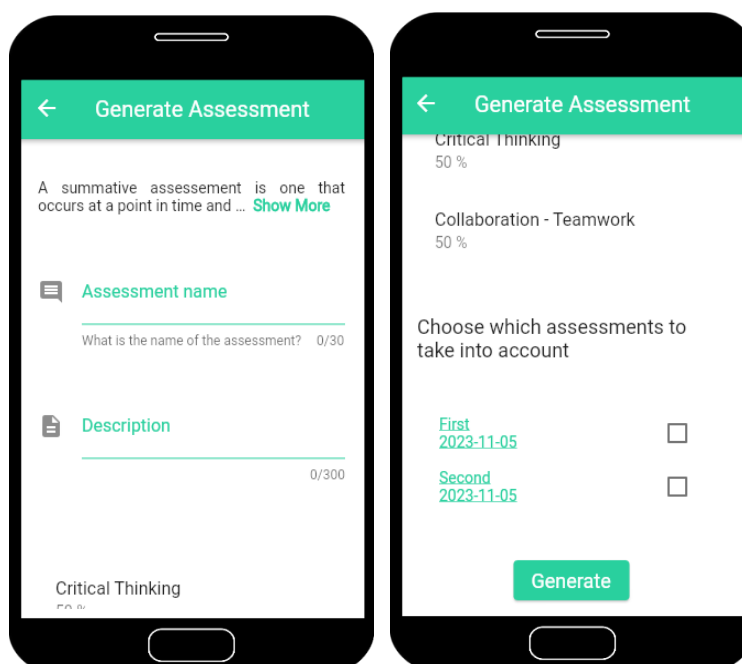 Generate Assessment
A summative assessement is one that
occurs at a point in time and ... Show More
Assessment name
What is the name of the assessment? 0/30
Description
0/300
Critical Thinking
50 %
Generate Assessment
Critical Thinking
50 %
Collaboration - Teamwork
50 %
Choose which assessments to
take into account
First
2023-11-05
Second
2023-11-05
Generate